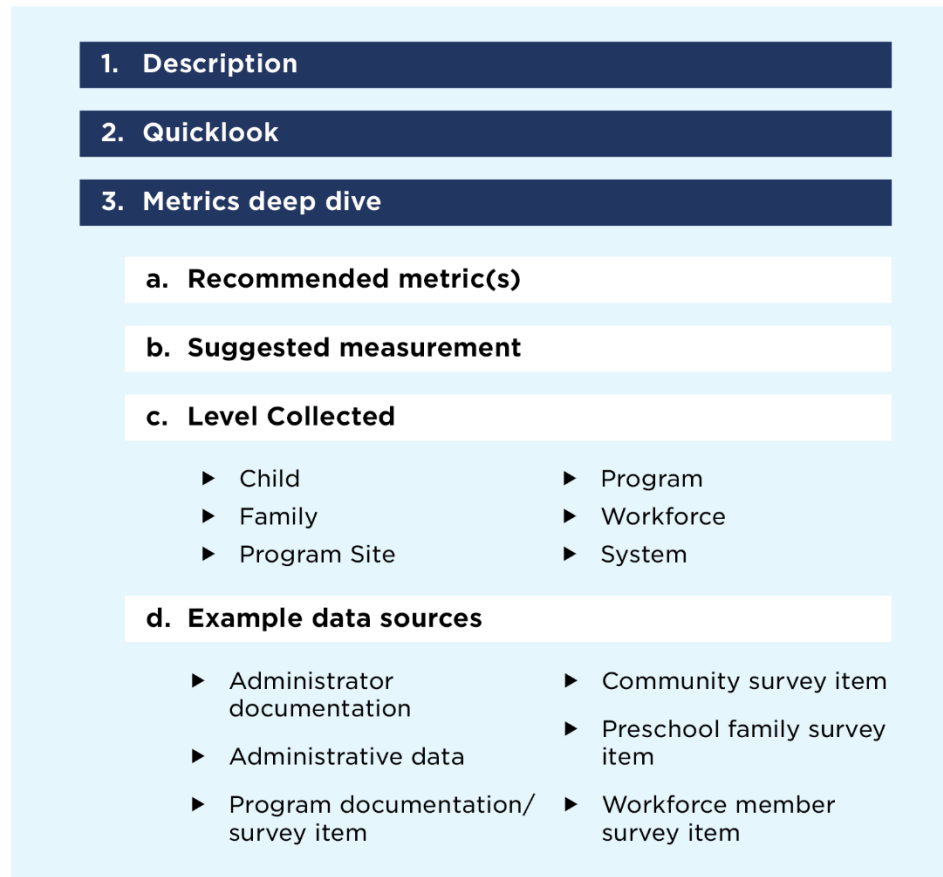 1. Description
2. Quicklook
3. Metrics deep dive
a. Recommended metric(s)
b. Suggested measurement
c. Level Collected
► Child
► Family
► Program Site
► Program
► Workforce
► System
d. Example data sources
► Administrator
documentation
► Administrative data
► Program documentation/
survey item
► Community survey item
► Preschool family survey
item
► Workforce member
survey item